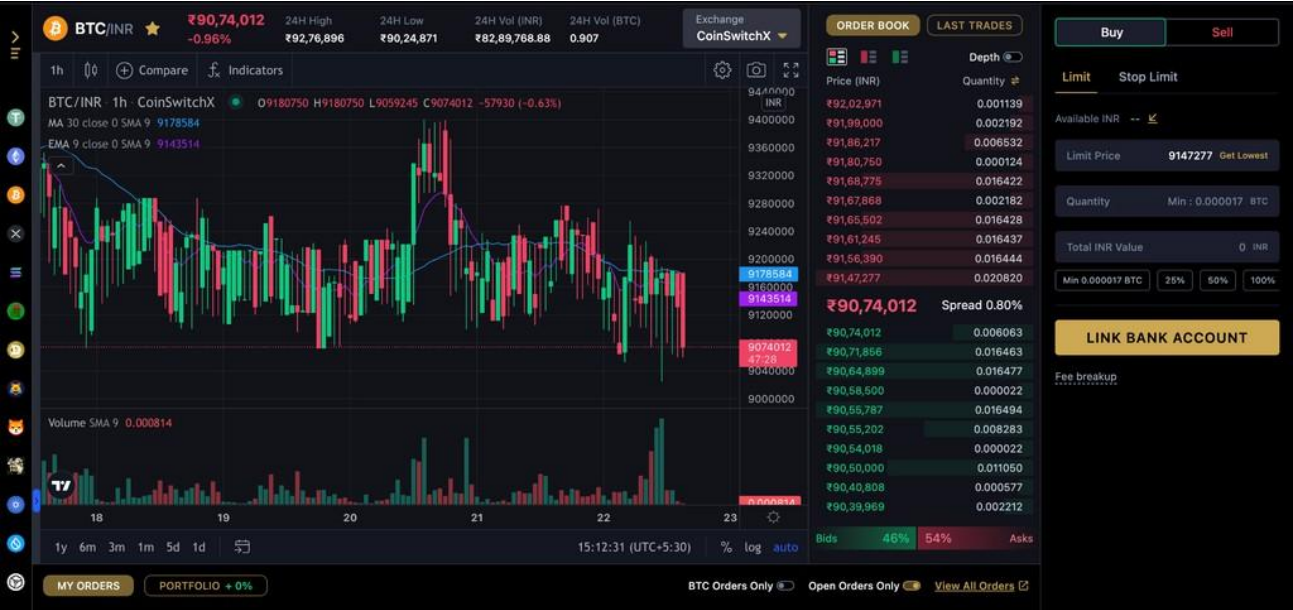 BTC/INR ₹90,74,012 -0.96%
24H High ₹92,76,896
24H Low ₹90,24,871
24H Vol (INR) ₹82,89,768.88
24H Vol (BTC) 0.907
Exchange CoinSwitchX
1h Compare Indicators
BTC/INR · 1h · CoinSwitchX O9180750 H9180750 L9059245 C9074012 -57930 (-0.63%)
MA 30 close 0 SMA 9 9178584
EMA 9 close 0 SMA 9 9143514
9440000
INR
9400000
9360000
9320000
9280000
9240000
9200000
9178584
9160000
9143514
9120000
9074012
47:28
9040000
9000000
Volume SMA 9 0.000814
0.000814
18 19 20 21 22 23
1y 6m 3m 1m 5d 1d 15:12:31 (UTC+5:30) % log auto
ORDER BOOK LAST TRADES
Depth
Price (INR) Quantity
₹92,02,971 0.001139
₹91,99,000 0.002192
₹91,86,217 0.006532
₹91,80,750 0.000124
₹91,68,775 0.016422
₹91,67,868 0.002182
₹91,65,502 0.016428
₹91,61,245 0.016437
₹91,56,390 0.016444
₹91,47,277 0.020820
₹90,74,012 Spread 0.80%
₹90,74,012 0.006063
₹90,71,856 0.016463
₹90,64,899 0.016477
₹90,58,500 0.000022
₹90,55,787 0.016494
₹90,55,202 0.008283
₹90,54,018 0.000022
₹90,50,000 0.011050
₹90,40,808 0.000577
₹90,39,969 0.002212
Bids 46% 54% Asks
Buy Sell
Limit Stop Limit
Available INR --
Limit Price 9147277 Get Lowest
Quantity Min : 0.000017 BTC
Total INR Value 0 INR
Min 0.000017 BTC 25% 50% 100%
LINK BANK ACCOUNT
Fee breakup
MY ORDERS PORTFOLIO + 0% BTC Orders Only Open Orders Only View All Orders